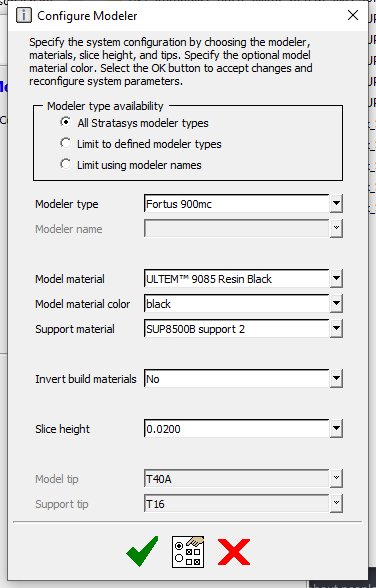 Configure Modeler
Specify the system configuration by choosing the modeler,
materials, slice height, and tips. Specify the optional model
material color. Select the OK button to accept changes and
reconfigure system parameters.
Modeler type availability
All Stratasys modeler types
Limit to defined modeler types
Limit using modeler names
Modeler type Fortus 900mc
Modeler name
Model material ULTEM™ 9085 Resin Black
Model material color black
Support material SUP8500B support 2
Invert build materials No
Slice height 0.0200
Model tip T40A
Support tip T16